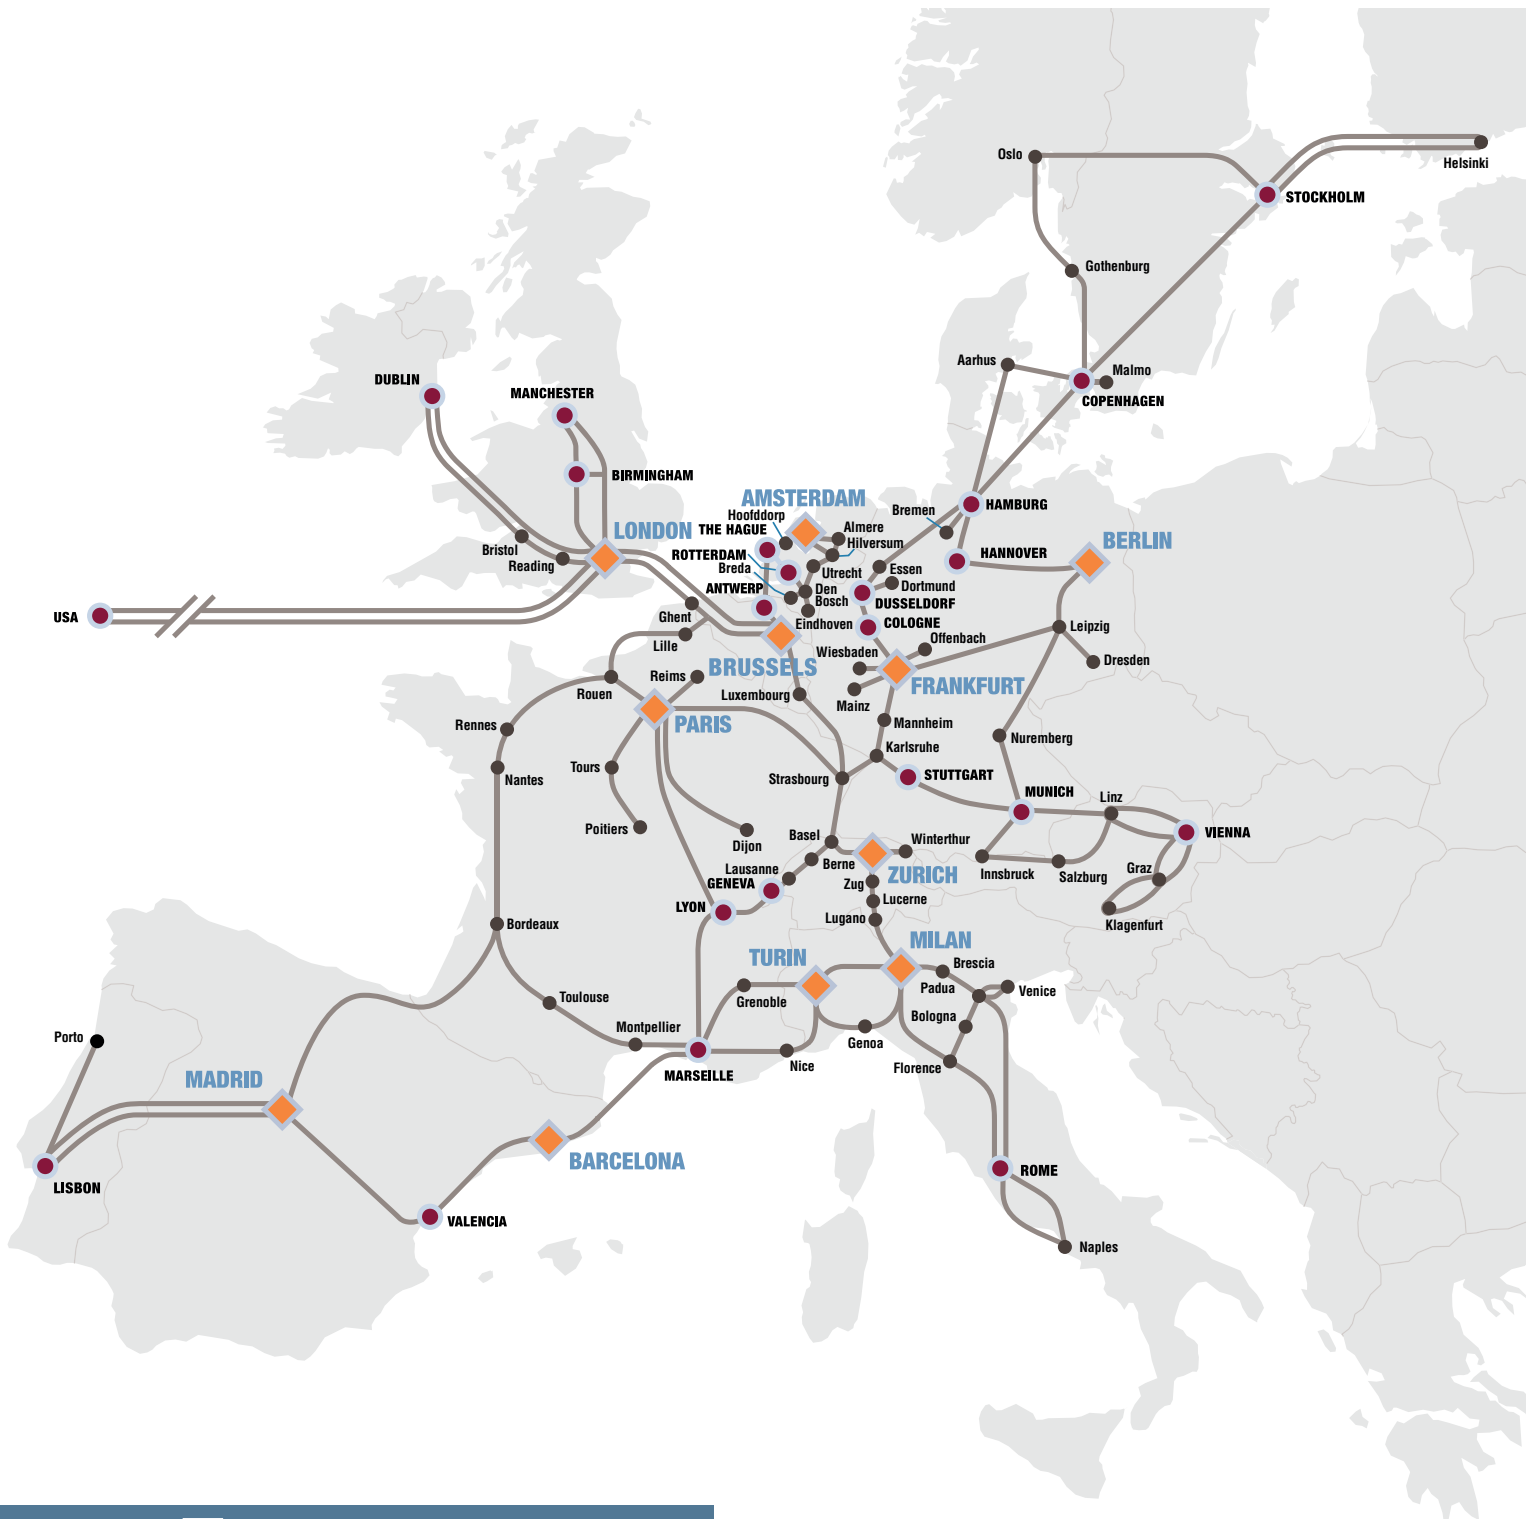 Oslo
Helsinki
STOCKHOLM
Gothenburg
Aarhus
Malmo
COPENHAGEN
DUBLIN
MANCHESTER
BIRMINGHAM
AMSTERDAM
HAMBURG
Bremen
Hoofddorp
LONDON
THE HAGUE
Almere
Hilversum
BERLIN
Bristol
Reading
ROTTERDAM
Breda
Utrecht
Essen
HANNOVER
Dortmund
ANTWERP
Den
Bosch
DUSSELDORF
USA
Ghent
Eindhoven
COLOGNE
Leipzig
Lille
Offenbach
Wiesbaden
Dresden
BRUSSELS
Reims
FRANKFURT
Rouen
Luxembourg
Mainz
Rennes
PARIS
Mannheim
Nuremberg
Karlsruhe
Tours
Nantes
Strasbourg
STUTTGART
MUNICH
Linz
Poitiers
Dijon
Basel
Winterthur
VIENNA
Lausanne
Berne
ZURICH
Innsbruck
Salzburg
Graz
GENEVA
Zug
LYON
Lucerne
Lugano
Klagenfurt
Bordeaux
MILAN
TURIN
Brescia
Padua
Venice
Grenoble
Toulouse
Bologna
Montpellier
Genoa
Porto
Nice
Florence
MARSEILLE
MADRID
BARCELONA
ROME
LISBON
VALENCIA
Naples